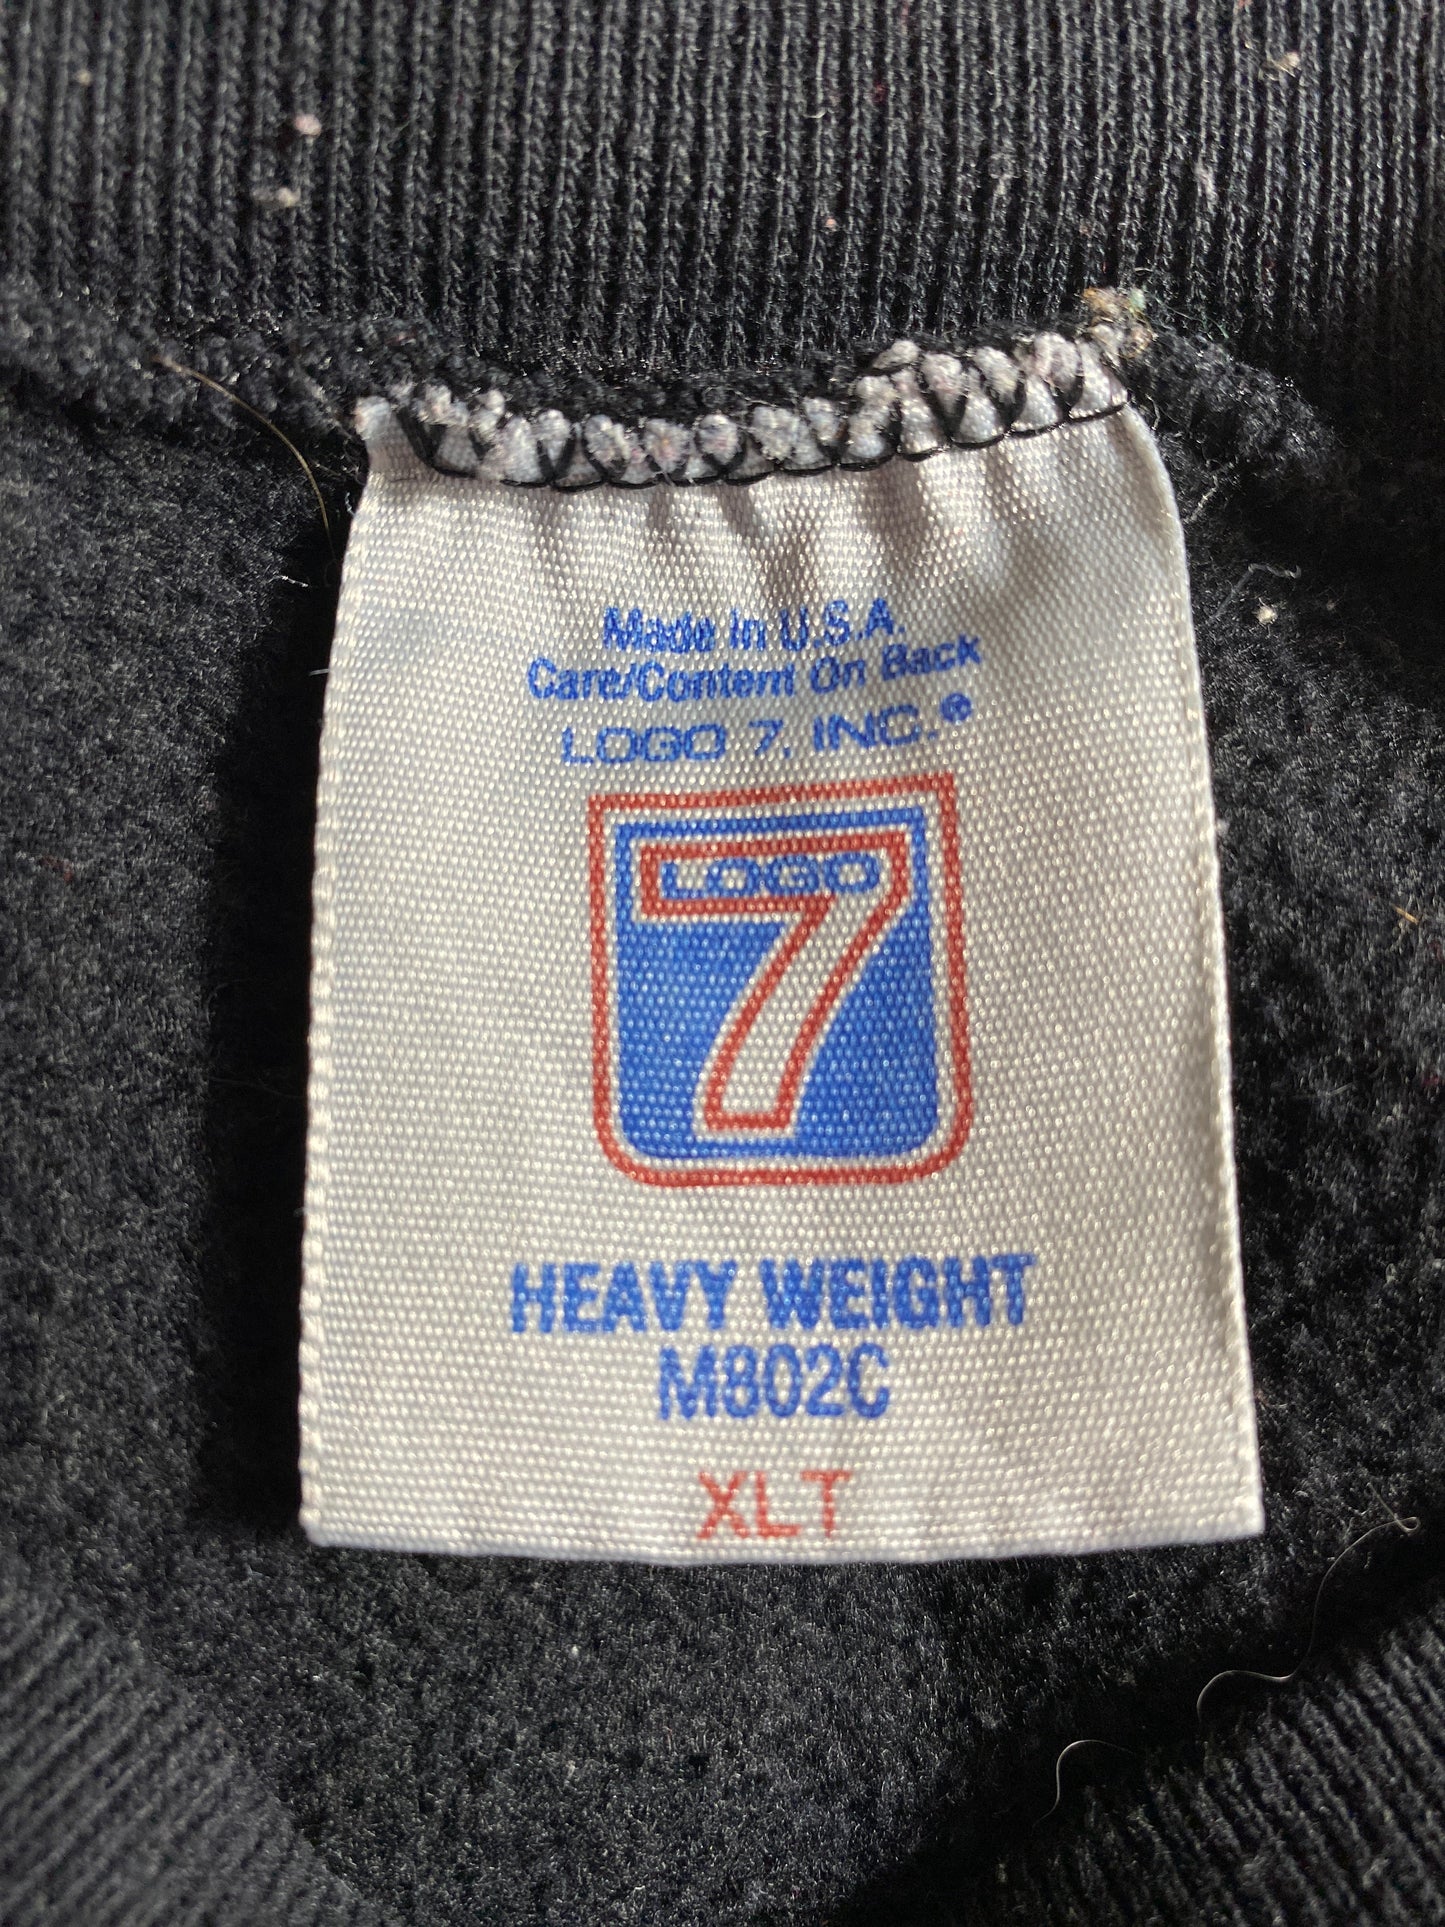 Made in U.S.A.
Care/Content On Back
LOGO 7, INC.®
LOGO
7
HEAVY WEIGHT
M802C
XLT